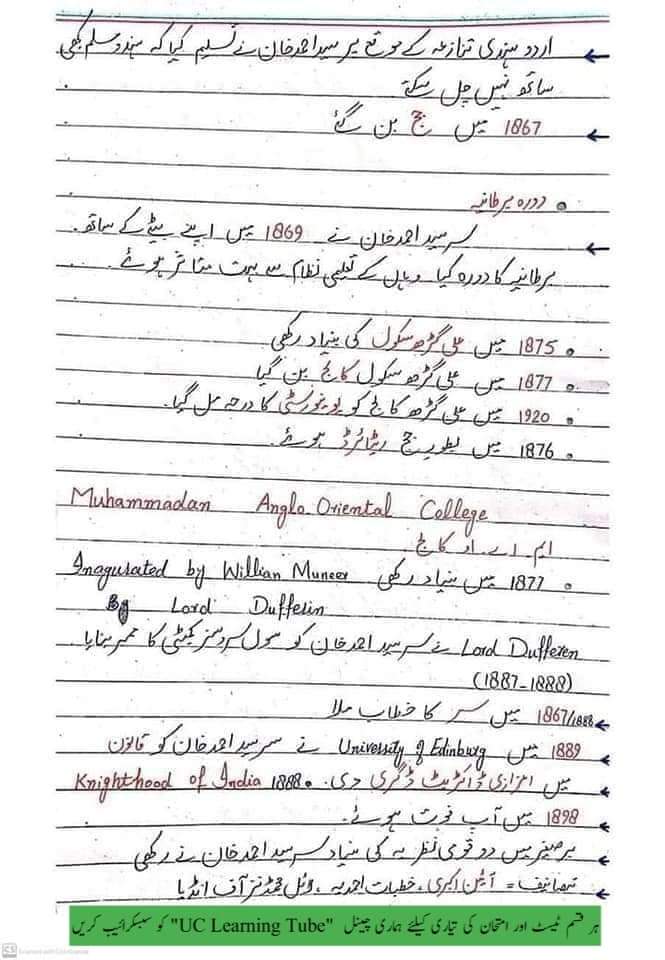 اردو ہندی تنازعہ کے موقع پر سید احمد خان نے تسلیم کیا کہ ہندو مسلم کبھی
ساتھ نہیں چل سکتے
1867 میں جج بن گئے
دورہ برطانیہ
سر سید احمد خان نے 1869 میں اپنے بیٹے کے ساتھ۔
برطانیہ کا دورہ کیا۔ وہاں کے تعلیمی نظام سے بہت متاثر ہوئے۔
1875 میں علی گڑھ سکول کی بنیاد رکھی
1877 میں علی گڑھ سکول کالج بن گیا
1920 میں علی گڑھ کالج کو یونیورسٹی کا درجہ مل گیا۔
1876 میں بطور جج ریٹائرڈ ہوئے۔
Muhammadan Anglo Oriental College
ایم۔ اے۔ او کالج۔
1877 میں بنیاد رکھی Inagurated by Willian Muneer
By Lord Dufferin
Lord Dufferen نے سر سید احمد خان کو سول سروسز کمیٹی کا ممبر بنایا
(1887-1888)
1867/1888 میں سر کا خطاب ملا
1889 میں University of Edinburg نے سر سید احمد خان کو قانون
میں اعزازی ڈاکٹریٹ ڈگری دی۔ Knighthood of India 1888.
1898 میں آپ فوت ہوئے۔
برصغیر میں دو قومی نظریہ کی بنیاد سر سید احمد خان نے رکھی
تصانیف = آئین اکبری، خطبات احمدیہ، لائل محمڈنز آف انڈیا
ہر قسم ٹیسٹ اور امتحان کی تیاری کیلئے ہماری چینل "UC Learning Tube" کو سبسکرائیب کریں
CS Scanned with CamScanner